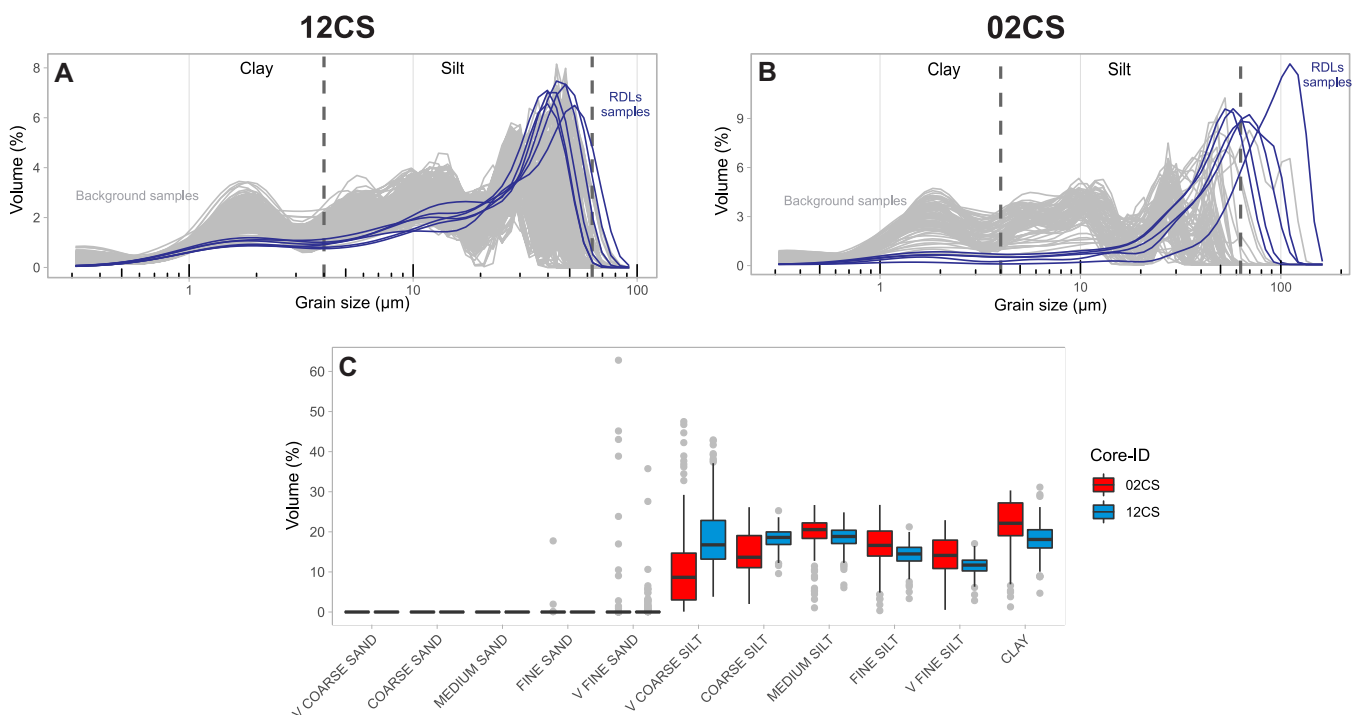 12CS
02CS
A
Clay
Silt
RDLs
samples
Background samples
Volume (%)
8
6
4
2
0
1
10
100
Grain size (µm)
B
Clay
Silt
RDLs
samples
Background samples
Volume (%)
9
6
3
0
1
10
100
Grain size (µm)
C
Volume (%)
60
50
40
30
20
10
0
V COARSE SAND
COARSE SAND
MEDIUM SAND
FINE SAND
V FINE SAND
V COARSE SILT
COARSE SILT
MEDIUM SILT
FINE SILT
V FINE SILT
CLAY
Core-ID
02CS
12CS